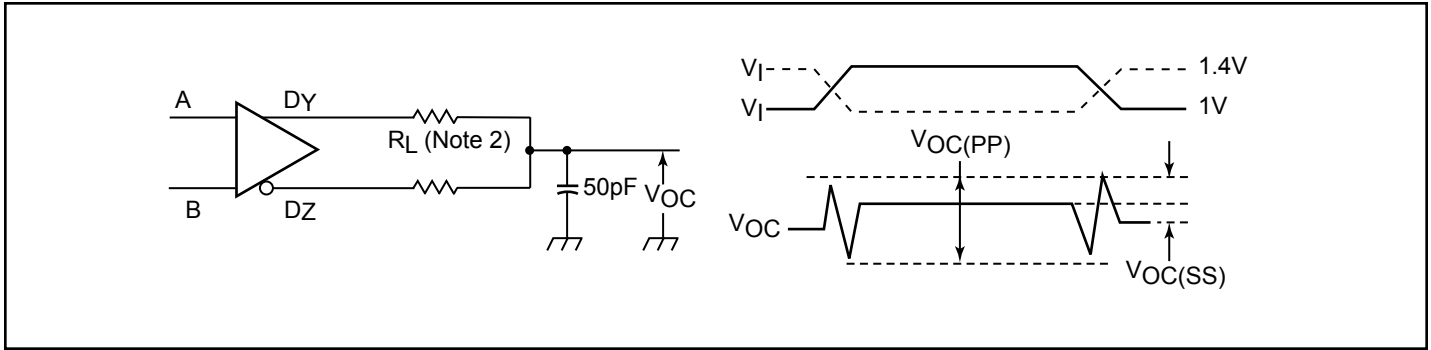 A
DY
RL (Note 2)
50pF
VOC
B
DZ
VI
1.4V
VI
1V
VOC(PP)
VOC
VOC(SS)